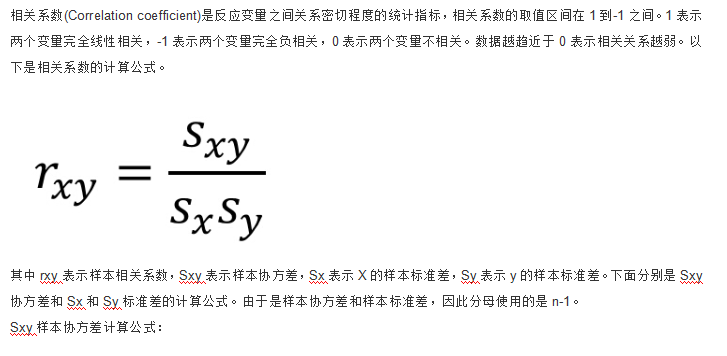 相关系数(Correlation coefficient)是反应变量之间关系密切程度的统计指标，相关系数的取值区间在 1 到-1 之间。1 表示
两个变量完全线性相关，-1 表示两个变量完全负相关，0 表示两个变量不相关。数据越趋近于 0 表示相关关系越弱。以
下是相关系数的计算公式。
r_xy = S_xy / (S_x S_y)
其中 rxy 表示样本相关系数，Sxy 表示样本协方差，Sx 表示 X 的样本标准差，Sy 表示 y 的样本标准差。下面分别是 Sxy
协方差和 Sx 和 Sy 标准差的计算公式。由于是样本协方差和样本标准差，因此分母使用的是 n-1。
Sxy 样本协方差计算公式：